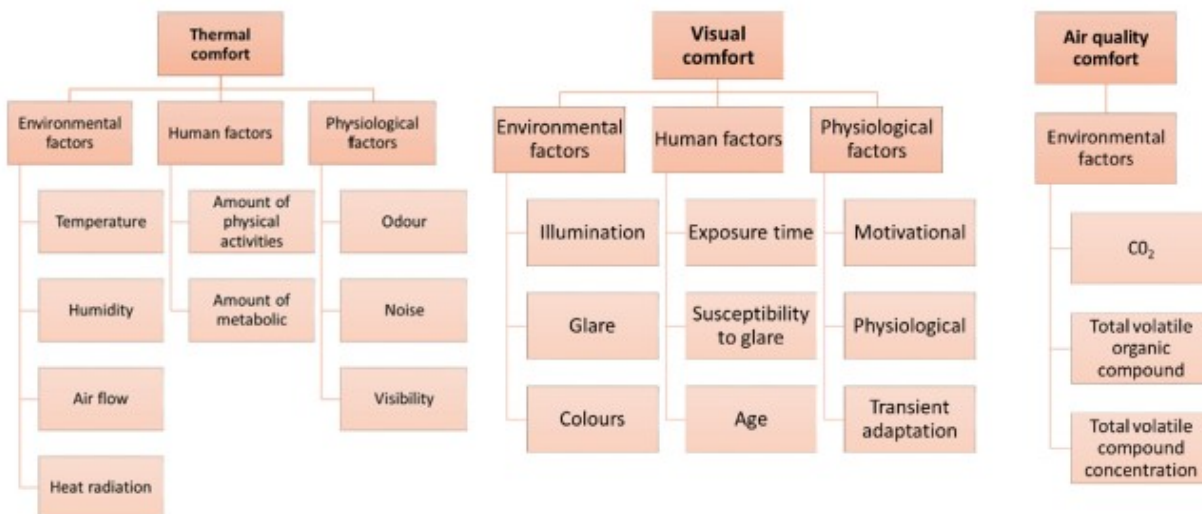 Thermal
comfort
Environmental
factors
Temperature
Humidity
Air flow
Heat radiation
Human factors
Amount of
physical
activities
Amount of
metabolic
Physiological
factors
Odour
Noise
Visibility
Visual
comfort
Environmental
factors
Illumination
Glare
Colours
Human factors
Exposure time
Susceptibility
to glare
Age
Physiological
factors
Motivational
Physiological
Transient
adaptation
Air quality
comfort
Environmental
factors
C0₂
Total volatile
organic
compound
Total volatile
compound
concentration